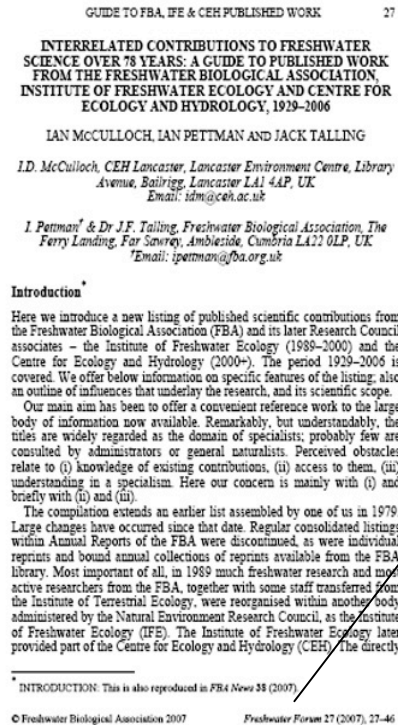 GUIDE TO FBA, IFE & CEH PUBLISHED WORK 27
INTERRELATED CONTRIBUTIONS TO FRESHWATER
SCIENCE OVER 78 YEARS: A GUIDE TO PUBLISHED WORK
FROM THE FRESHWATER BIOLOGICAL ASSOCIATION,
INSTITUTE OF FRESHWATER ECOLOGY AND CENTRE FOR
ECOLOGY AND HYDROLOGY, 1929–2006
IAN McCULLOCH, IAN PETTMAN AND JACK TALLING
I.D. McCulloch, CEH Lancaster, Lancaster Environment Centre, Library
Avenue, Bailrigg, Lancaster LA1 4AP, UK
Email: idm@ceh.ac.uk
I. Pettman† & Dr J.F. Talling, Freshwater Biological Association, The
Ferry Landing, Far Sawrey, Ambleside, Cumbria LA22 0LP, UK
†Email: ipettman@fba.org.uk
Introduction*
Here we introduce a new listing of published scientific contributions from
the Freshwater Biological Association (FBA) and its later Research Council
associates – the Institute of Freshwater Ecology (1989–2000) and the
Centre for Ecology and Hydrology (2000+). The period 1929–2006 is
covered. We offer below information on specific features of the listing; also
an outline of influences that underlay the research, and its scientific scope.
Our main aim has been to offer a convenient reference work to the large
body of information now available. Remarkably, but understandably, the
titles are widely regarded as the domain of specialists; probably few are
consulted by administrators or general naturalists. Perceived obstacles
relate to (i) knowledge of existing contributions, (ii) access to them, (iii)
understanding in a specialism. Here our concern is mainly with (i) and
briefly with (ii) and (iii).
The compilation extends an earlier list assembled by one of us in 1979.
Large changes have occurred since that date. Regular consolidated listings
within Annual Reports of the FBA were discontinued, as were individual
reprints and bound annual collections of reprints available from the FBA
library. Most important of all, in 1989 much freshwater research and most
active researchers from the FBA, together with some staff transferred from
the Institute of Terrestrial Ecology, were reorganised within another body
administered by the Natural Environment Research Council, as the Institute
of Freshwater Ecology (IFE). The Institute of Freshwater Ecology later
provided part of the Centre for Ecology and Hydrology (CEH). The directly
* INTRODUCTION: This is also reproduced in FBA News 38 (2007).
© Freshwater Biological Association 2007 Freshwater Forum 27 (2007), 27–46